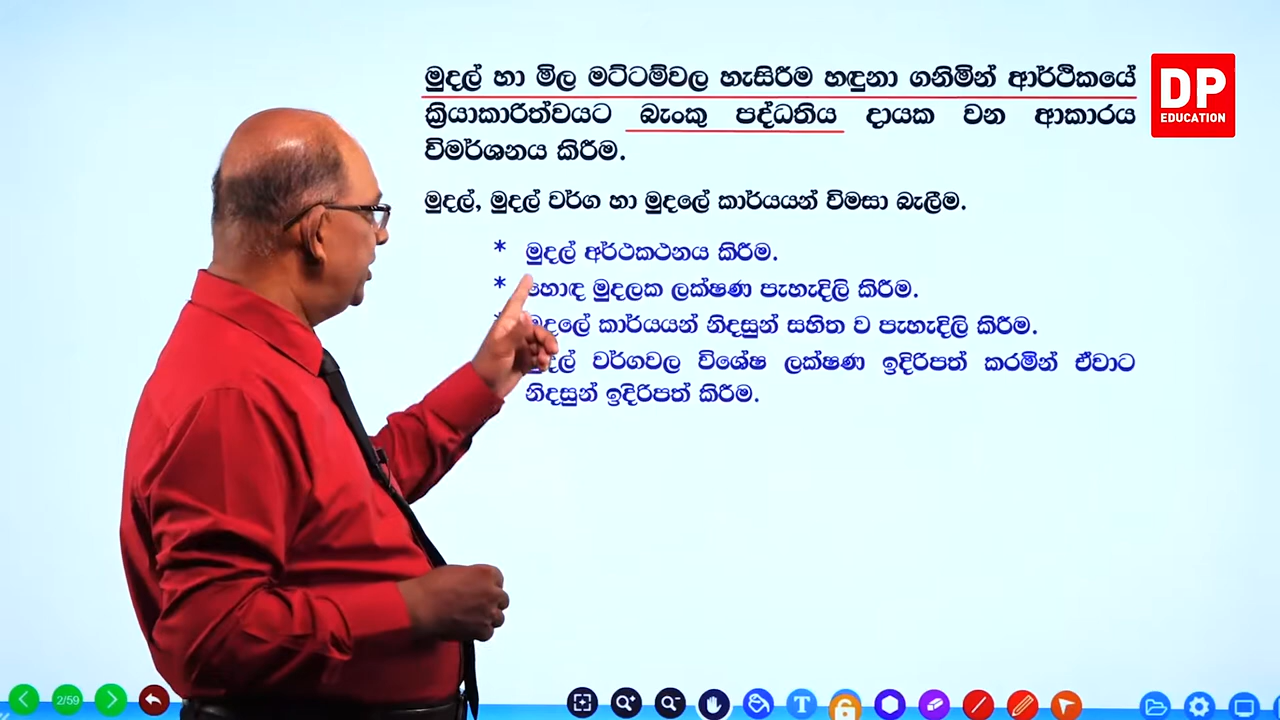 මුදල් හා මිල මට්ටම්වල හැසිරීම හඳුනා ගනිමින් ආර්ථිකයේ
ක්‍රියාකාරිත්වයට බැංකු පද්ධතිය දායක වන ආකාරය
විමර්ශනය කිරීම.
DP
EDUCATION
මුදල්, මුදල් වර්ග හා මුදලේ කාර්යයන් විමසා බැලීම.
* මුදල් අර්ථකථනය කිරීම.
* හොඳ මුදලක ලක්ෂණ පැහැදිලි කිරීම.
මුදලේ කාර්යයන් නිදසුන් සහිත ව පැහැදිලි කිරීම.
මුදල් වර්ගවල විශේෂ ලක්ෂණ ඉදිරිපත් කරමින් ඒවාට
නිදසුන් ඉදිරිපත් කිරීම.
2/59
T